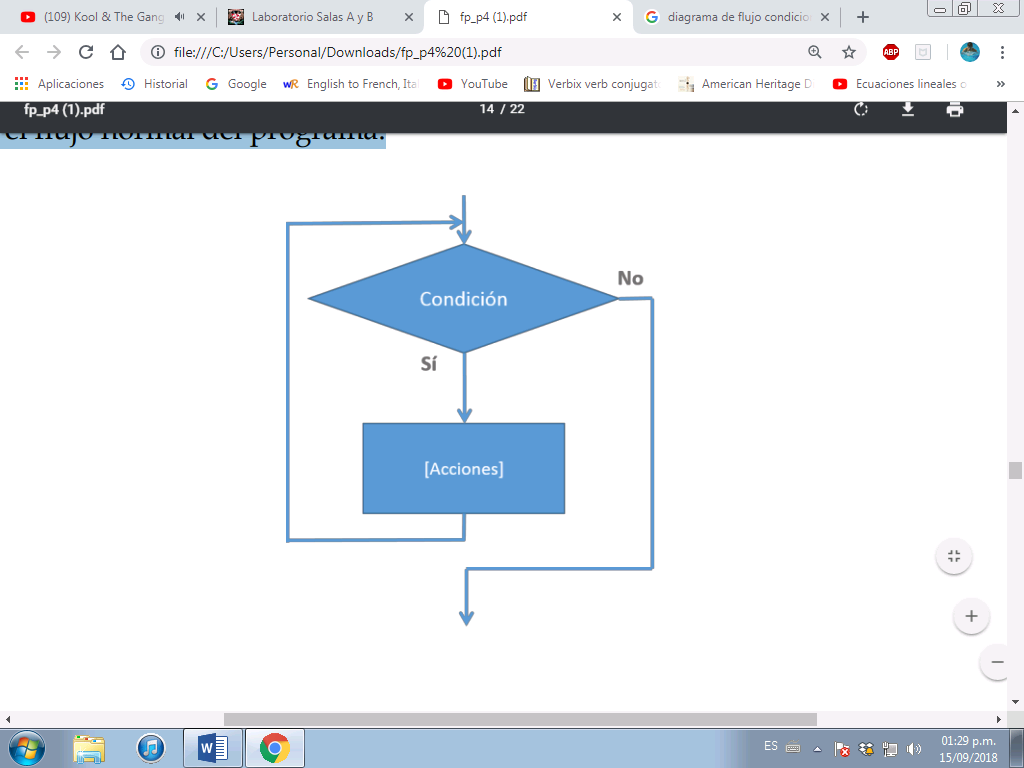 (109) Kool & The Gang
Laboratorio Salas A y B
fp_p4 (1).pdf
diagrama de flujo condicio
file:///C:/Users/Personal/Downloads/fp_p4%20(1).pdf
ABP
Aplicaciones
Historial
Google
wR English to French, Ita
YouTube
Verbix verb conjugat
American Heritage D
Ecuaciones lineales o
»
fp_p4 (1).pdf
14 / 22
el flujo normal del programa.
No
Condición
Sí
[Acciones]
ES
01:29 p.m.
15/09/2018